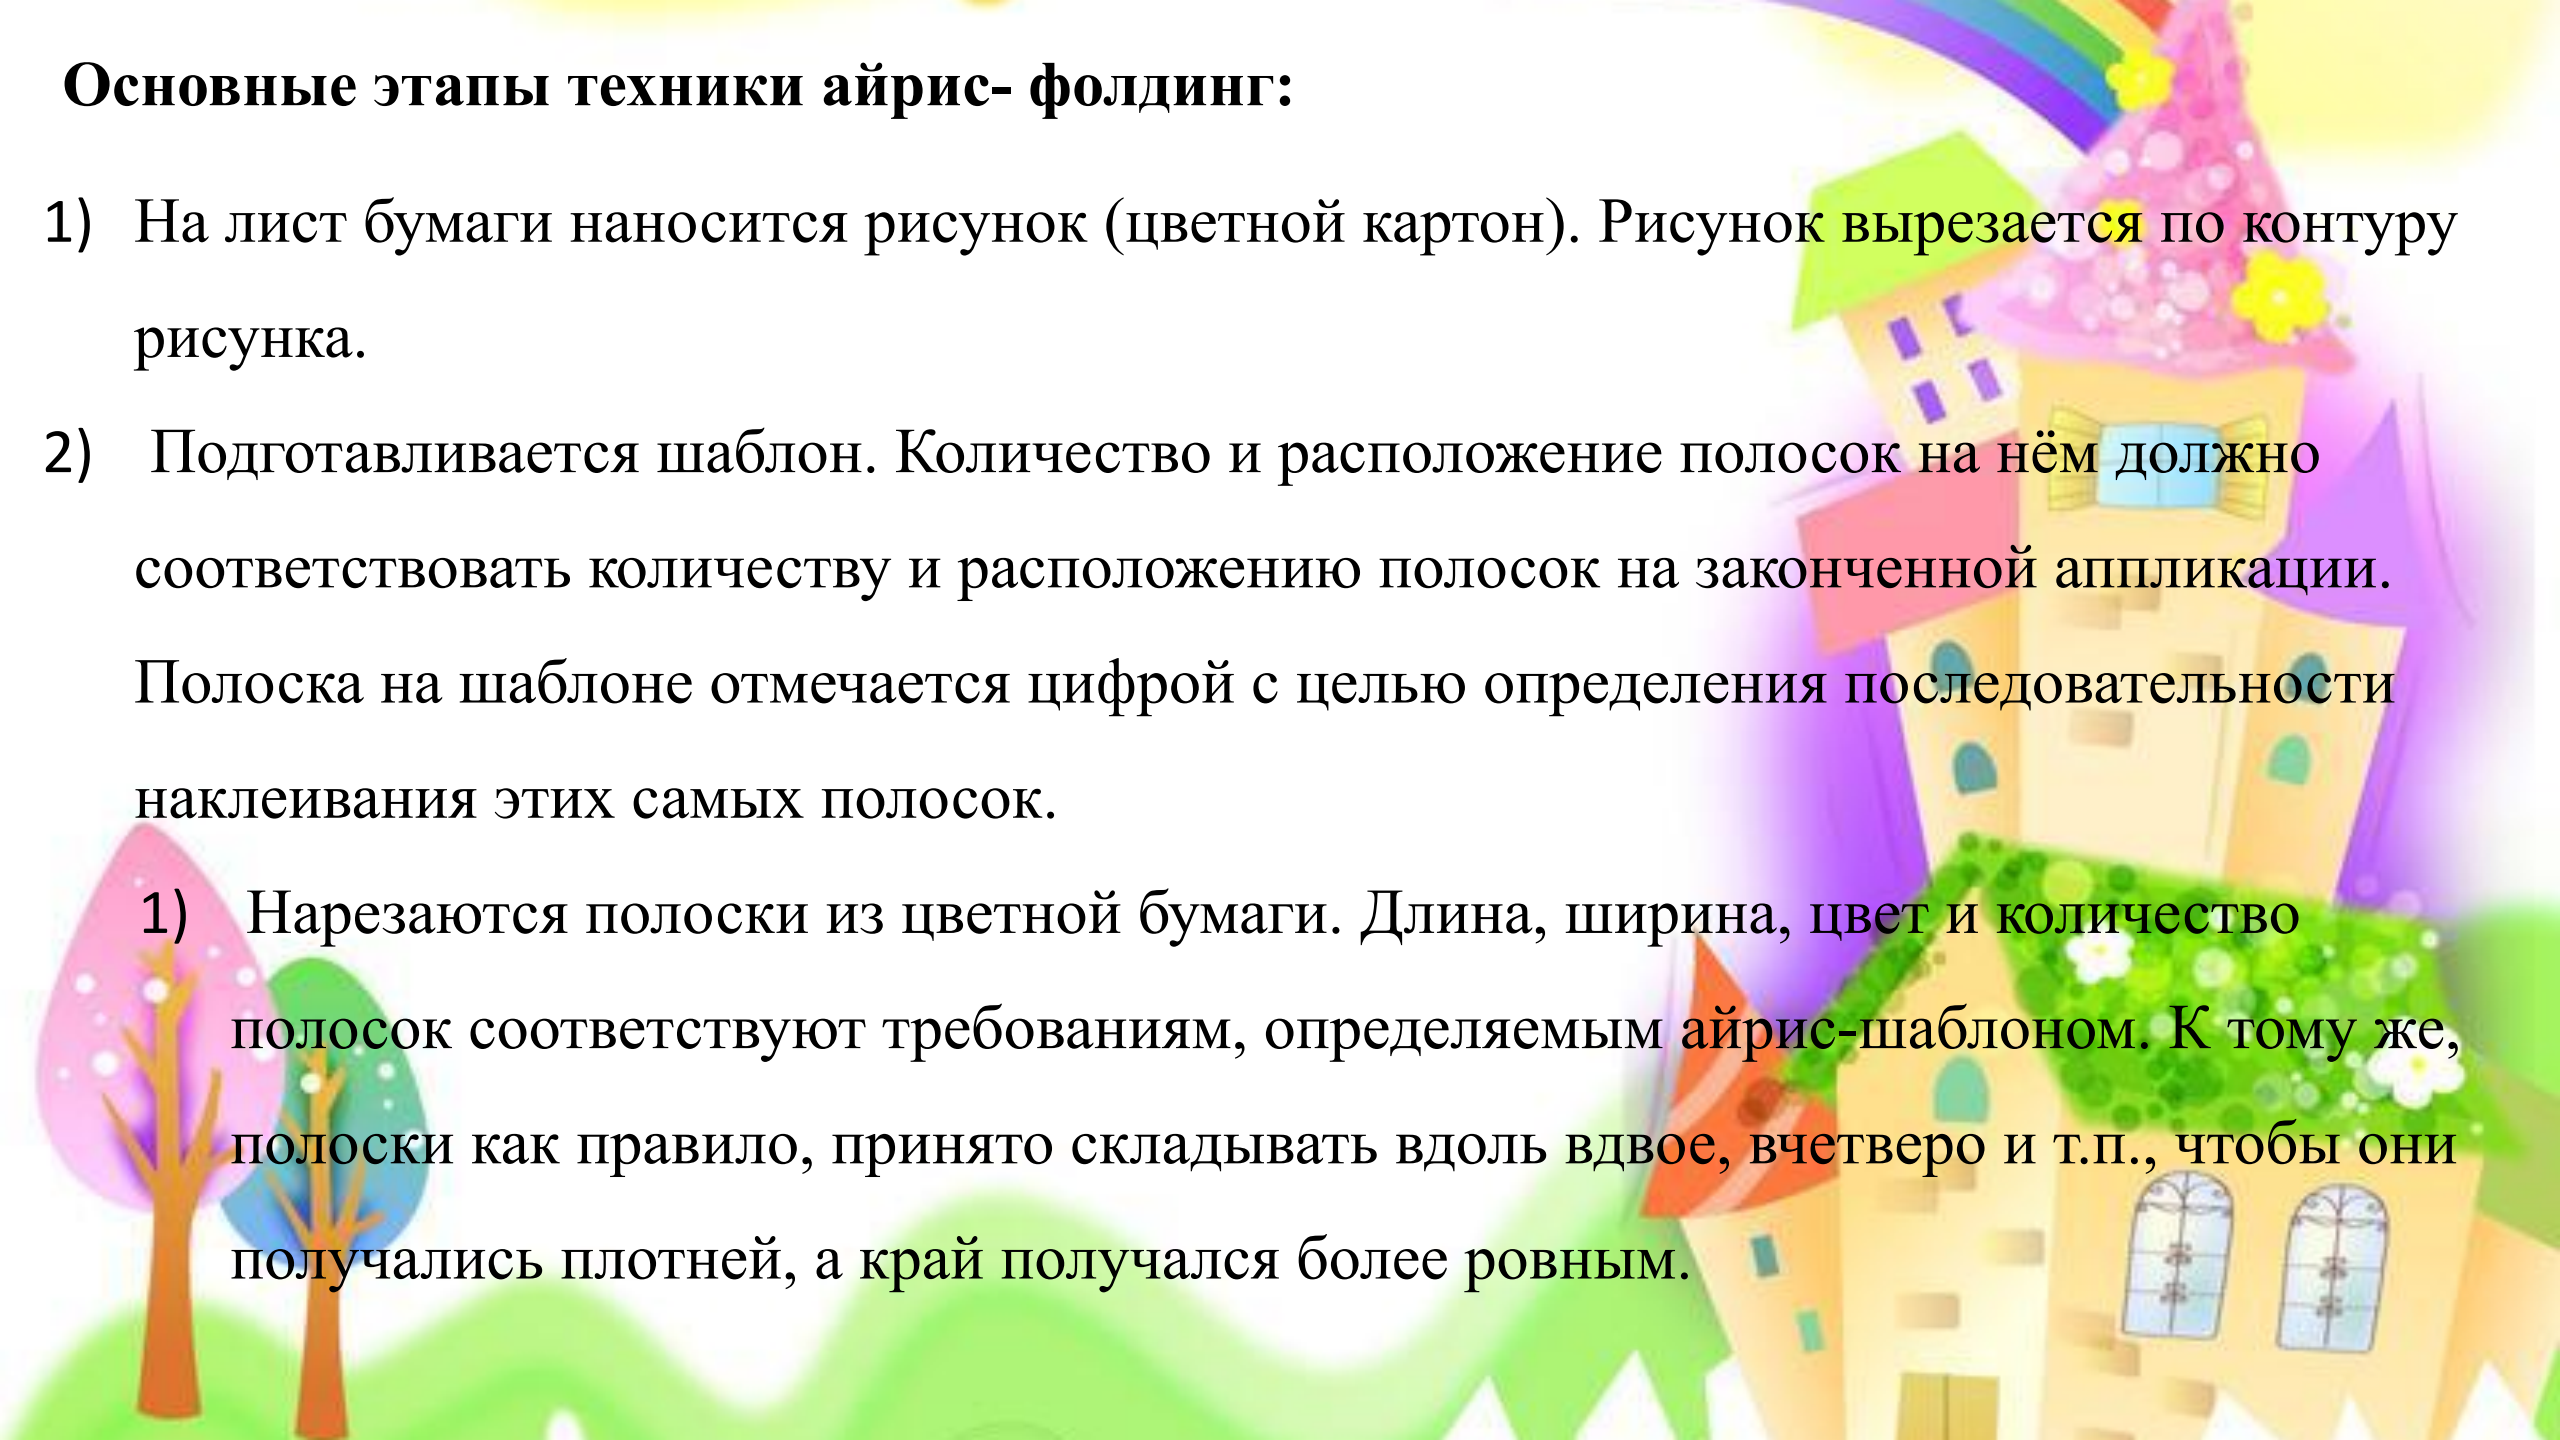 Основные этапы техники айрис- фолдинг:
1) На лист бумаги наносится рисунок (цветной картон). Рисунок вырезается по контуру
рисунка.
2) Подготавливается шаблон. Количество и расположение полосок на нём должно
соответствовать количеству и расположению полосок на законченной аппликации.
Полоска на шаблоне отмечается цифрой с целью определения последовательности
наклеивания этих самых полосок.
1) Нарезаются полоски из цветной бумаги. Длина, ширина, цвет и количество
полосок соответствуют требованиям, определяемым айрис-шаблоном. К тому же,
полоски как правило, принято складывать вдоль вдвое, вчетверо и т.п., чтобы они
получались плотней, а край получался более ровным.